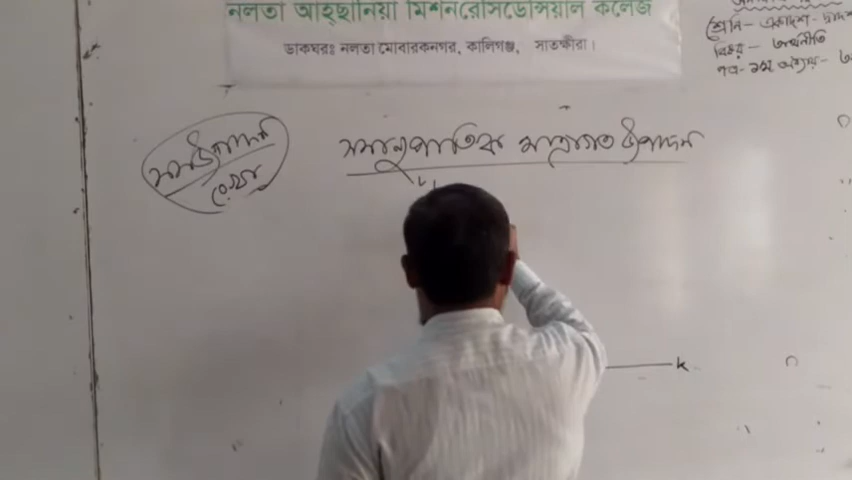 নলতা আহ্ছানিয়া মিশন রেসিডেন্সিয়াল কলেজ
ডাকঘরঃ নলতা মোবারকনগর, কালিগঞ্জ, সাতক্ষীরা।
শ্রেনি- একাদশ-
বিষয় - অর্থনীতি
পত্র- ১ম অধ্যায়-
সমউৎপাদন
রেখা
সমানুপাতিক মাত্রাগত উৎপাদন
K